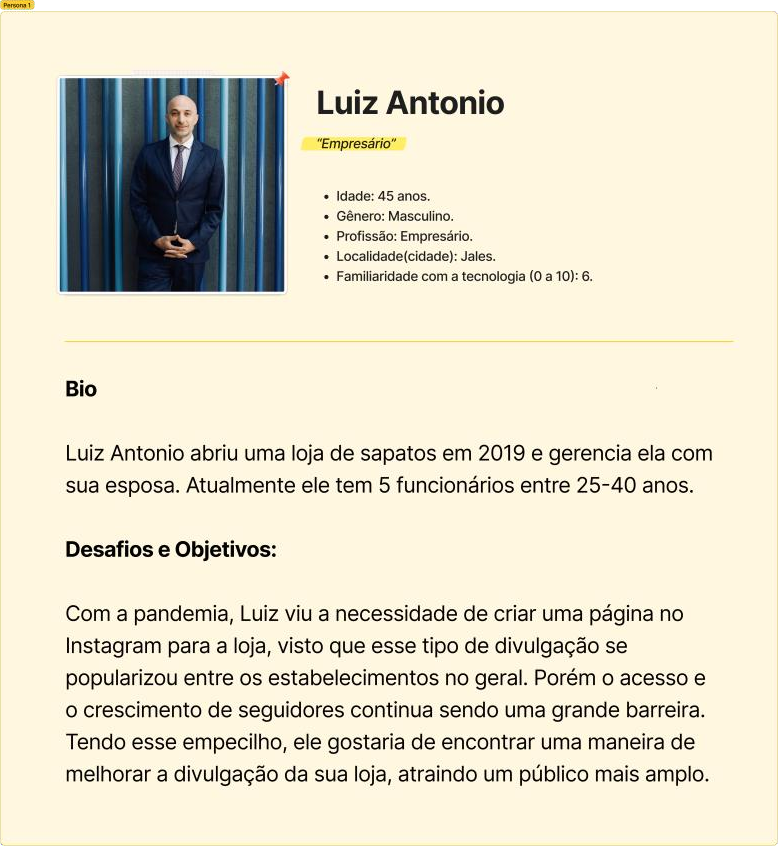 Persona 1
Luiz Antonio
“Empresário”
• Idade: 45 anos.
• Gênero: Masculino.
• Profissão: Empresário.
• Localidade(cidade): Jales.
• Familiaridade com a tecnologia (0 a 10): 6.
Bio
Luiz Antonio abriu uma loja de sapatos em 2019 e gerencia ela com
sua esposa. Atualmente ele tem 5 funcionários entre 25-40 anos.
Desafios e Objetivos:
Com a pandemia, Luiz viu a necessidade de criar uma página no
Instagram para a loja, visto que esse tipo de divulgação se
popularizou entre os estabelecimentos no geral. Porém o acesso e
o crescimento de seguidores continua sendo uma grande barreira.
Tendo esse empecilho, ele gostaria de encontrar uma maneira de
melhorar a divulgação da sua loja, atraindo um público mais amplo.